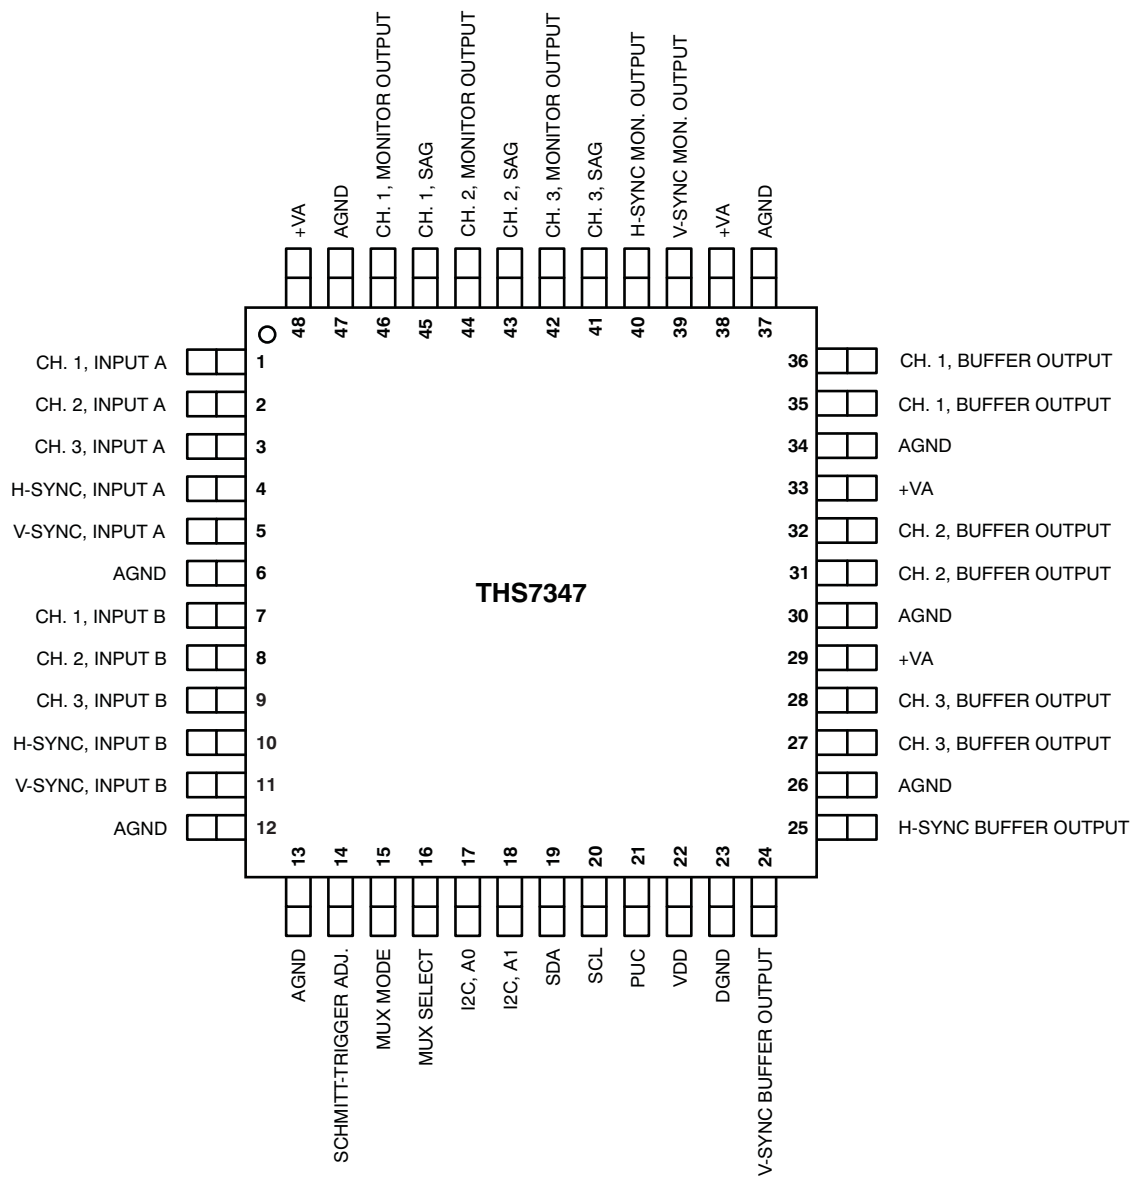 +VA
AGND
CH. 1, MONITOR OUTPUT
CH. 1, SAG
CH. 2, MONITOR OUTPUT
CH. 2, SAG
CH. 3, MONITOR OUTPUT
CH. 3, SAG
H-SYNC MON. OUTPUT
V-SYNC MON. OUTPUT
+VA
AGND
48
47
46
45
44
43
42
41
40
39
38
37
CH. 1, INPUT A
1
CH. 2, INPUT A
2
CH. 3, INPUT A
3
H-SYNC, INPUT A
4
V-SYNC, INPUT A
5
AGND
6
CH. 1, INPUT B
7
CH. 2, INPUT B
8
CH. 3, INPUT B
9
H-SYNC, INPUT B
10
V-SYNC, INPUT B
11
AGND
12
THS7347
36
CH. 1, BUFFER OUTPUT
35
CH. 1, BUFFER OUTPUT
34
AGND
33
+VA
32
CH. 2, BUFFER OUTPUT
31
CH. 2, BUFFER OUTPUT
30
AGND
29
+VA
28
CH. 3, BUFFER OUTPUT
27
CH. 3, BUFFER OUTPUT
26
AGND
25
H-SYNC BUFFER OUTPUT
13
14
15
16
17
18
19
20
21
22
23
24
AGND
SCHMITT-TRIGGER ADJ.
MUX MODE
MUX SELECT
I2C, A0
I2C, A1
SDA
SCL
PUC
VDD
DGND
V-SYNC BUFFER OUTPUT